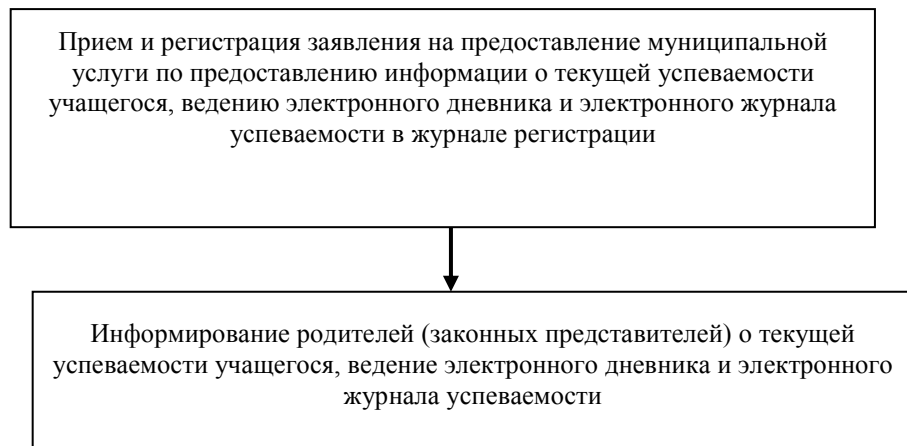 Прием и регистрация заявления на предоставление муниципальной
услуги по предоставлению информации о текущей успеваемости
учащегося, ведению электронного дневника и электронного журнала
успеваемости в журнале регистрации
Информирование родителей (законных представителей) о текущей
успеваемости учащегося, ведение электронного дневника и электронного
журнала успеваемости